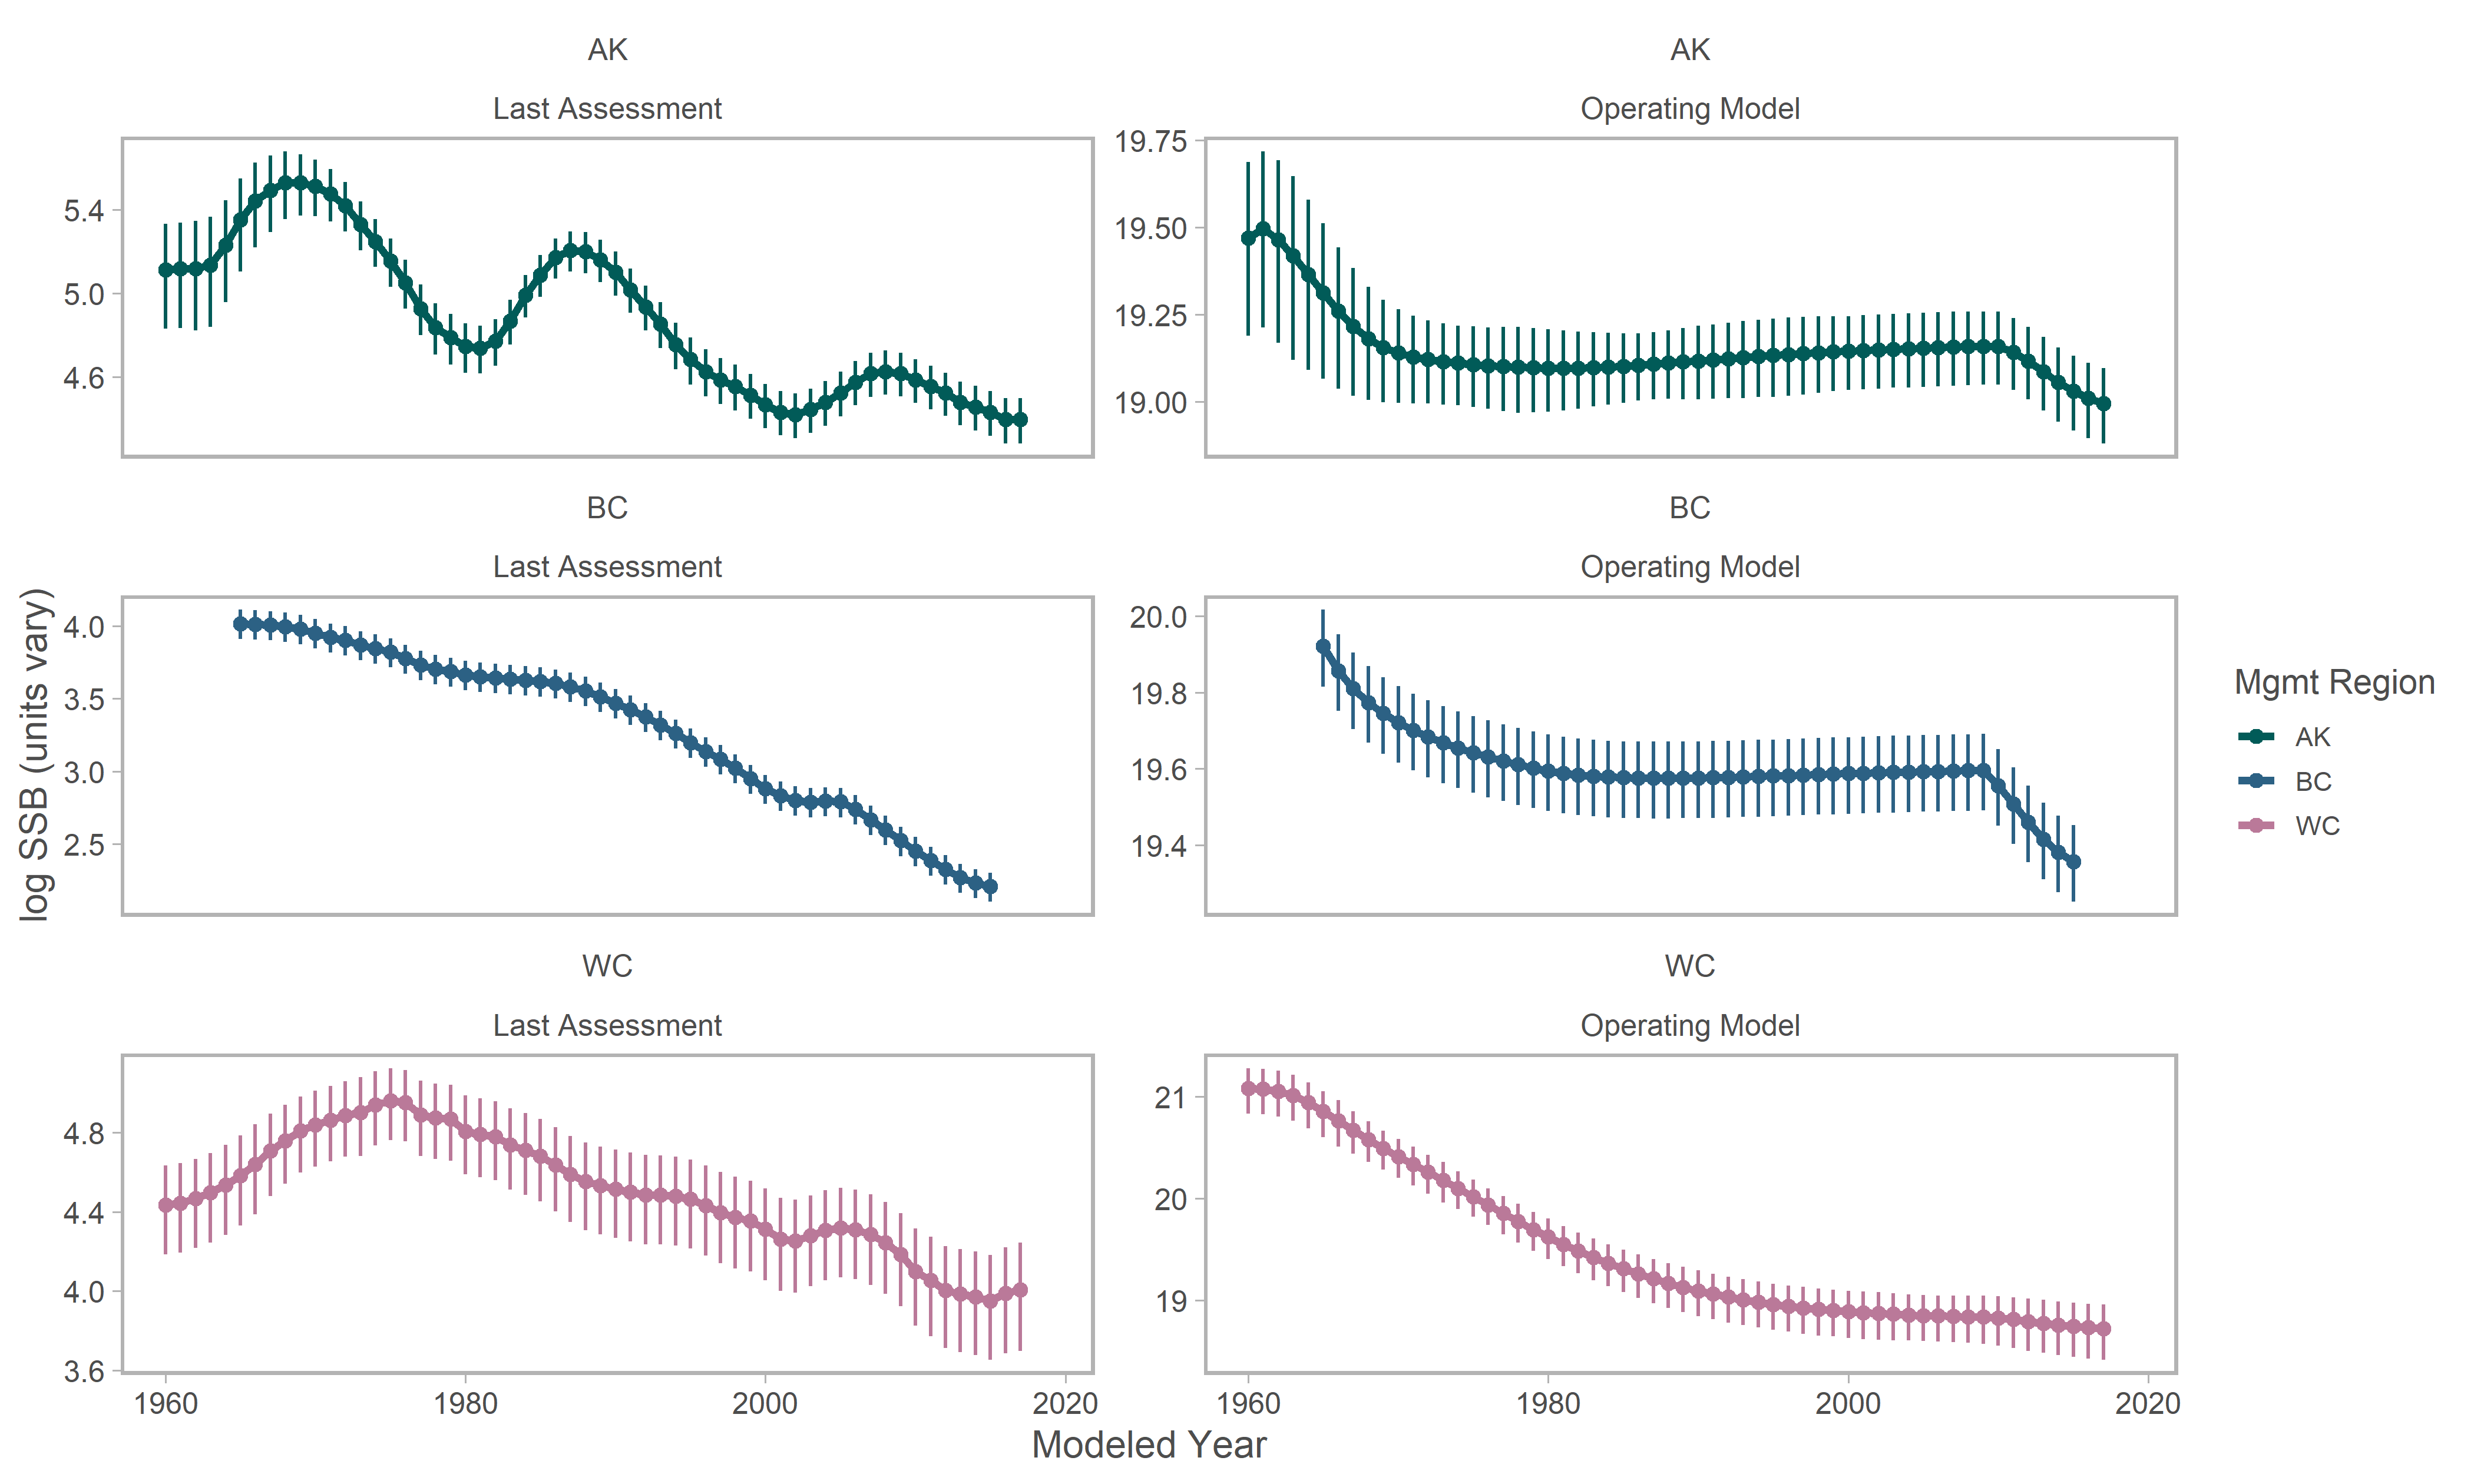 AK
Last Assessment
5.4
5.0
4.6
AK
Operating Model
19.75
19.50
19.25
19.00
BC
Last Assessment
4.0
3.5
3.0
2.5
BC
Operating Model
20.0
19.8
19.6
19.4
WC
Last Assessment
4.8
4.4
4.0
3.6
1960 1980 2000 2020
WC
Operating Model
21
20
19
1960 1980 2000 2020
log SSB (units vary)
Modeled Year
Mgmt Region
AK
BC
WC